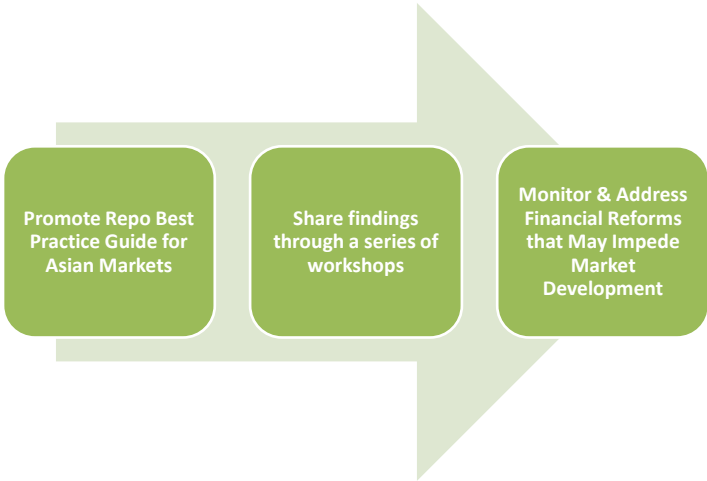 Promote Repo Best
Practice Guide for
Asian Markets
Share findings
through a series of
workshops
Monitor & Address
Financial Reforms
that May Impede
Market
Development